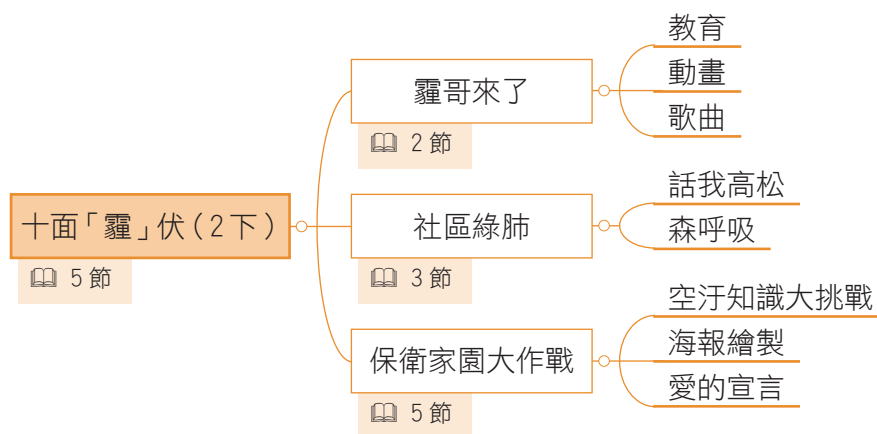 十面「霾」伏(2下)
5節
霾哥來了
2節
教育
動畫
歌曲
社區綠肺
3節
話我高松
森呼吸
保衛家園大作戰
5節
空汙知識大挑戰
海報繪製
愛的宣言